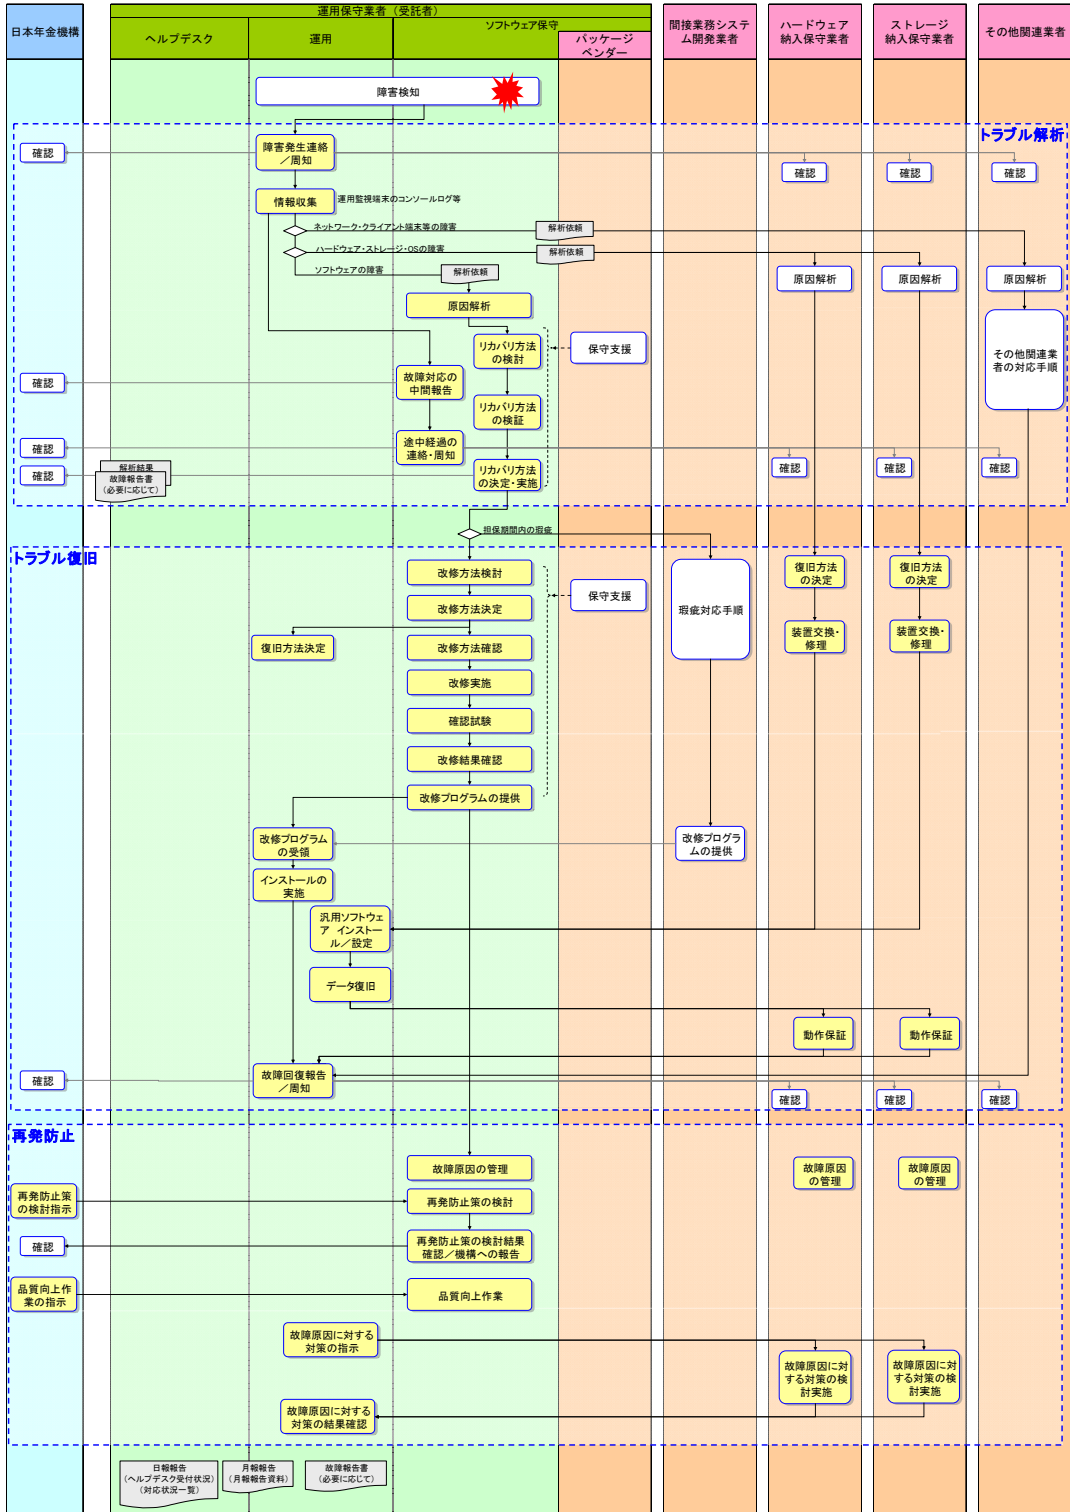 日本年金機構
運用保守業者（受託者）
ヘルプデスク
運用
ソフトウェア保守
パッケージ
ベンダー
間接業務システ
ム開発業者
ハードウェア
納入保守業者
ストレージ
納入保守業者
その他関連業者
障害検知
トラブル解析
確認
障害発生連絡
／周知
確認
確認
確認
情報収集
運用監視端末のコンソールログ等
ネットワーク・クライアント端末等の障害
解析依頼
ハードウェア・ストレージ・OSの障害
解析依頼
ソフトウェアの障害
解析依頼
原因解析
原因解析
原因解析
原因解析
リカバリ方法
の検討
保守支援
その他関連業
者の対応手順
確認
故障対応の
中間報告
リカバリ方法
の検証
確認
途中経過の
連絡・周知
確認
確認
確認
確認
解析結果
故障報告書
（必要に応じて）
リカバリ方法
の決定・実施
担保期間内の瑕疵
トラブル復旧
改修方法検討
復旧方法
の決定
復旧方法
の決定
保守支援
瑕疵対応手順
改修方法決定
復旧方法決定
改修方法確認
装置交換・
修理
装置交換・
修理
改修実施
確認試験
改修結果確認
改修プログラムの提供
改修プログラム
の受領
改修プログラ
ムの提供
インストールの
実施
汎用ソフトウェ
ア インストー
ル／設定
データ復旧
動作保証
動作保証
確認
故障回復報告
／周知
確認
確認
確認
再発防止
故障原因の管理
故障原因
の管理
故障原因
の管理
再発防止策
の検討指示
再発防止策の検討
確認
再発防止策の検討結果
確認／機構への報告
品質向上作
業の指示
品質向上作業
故障原因に対する
対策の指示
故障原因に対
する対策の検
討実施
故障原因に対
する対策の検
討実施
故障原因に対する
対策の結果確認
日報報告
（ヘルプデスク受付状況）
（対応状況一覧）
月報報告
（月報報告資料）
故障報告書
（必要に応じて）